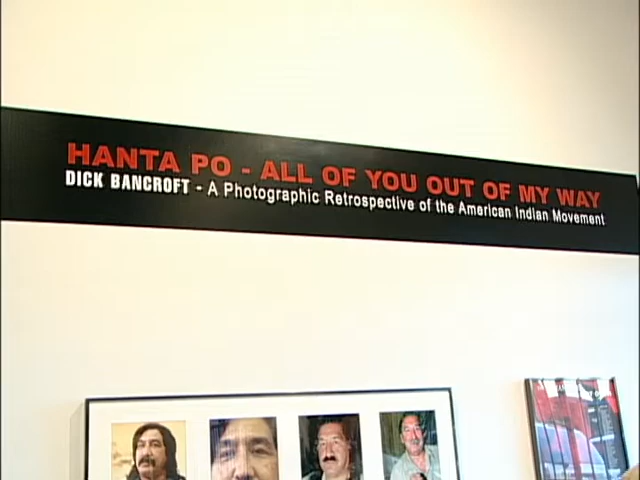 HANTA PO - ALL OF YOU OUT OF MY WAY
DICK BANCROFT - A Photographic Retrospective of the American Indian Movement